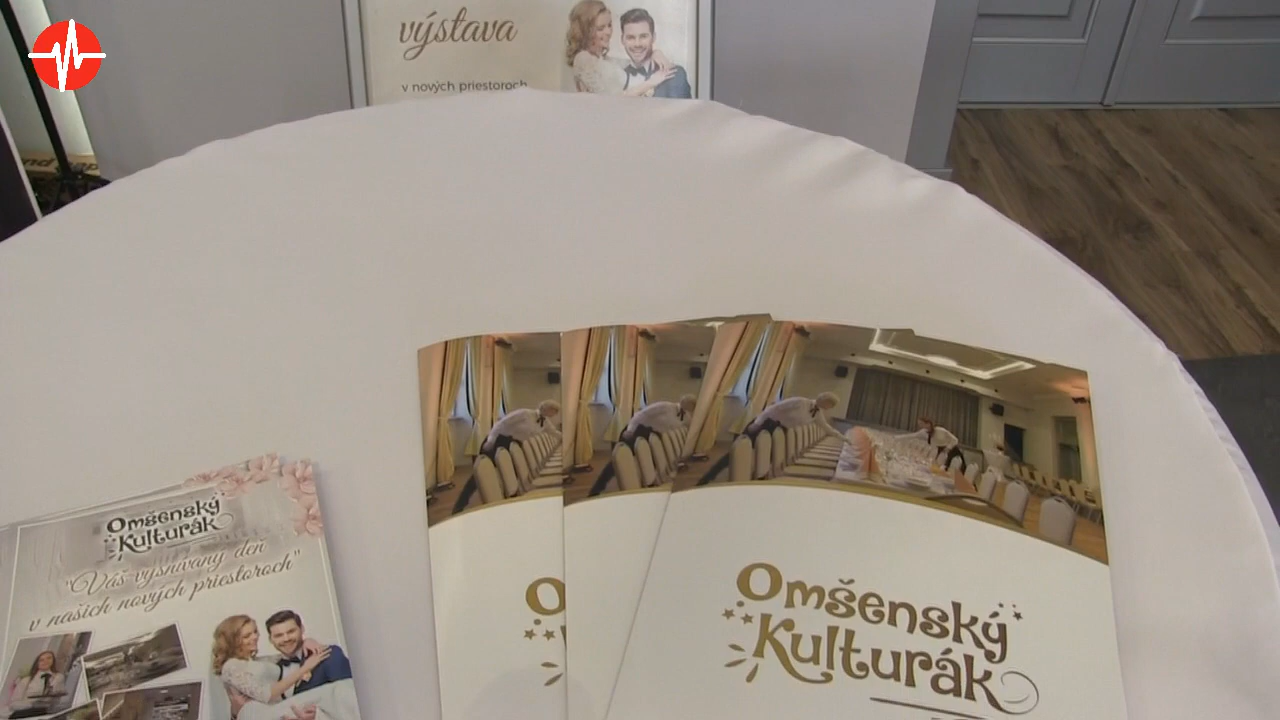 výstava
v nových priestoroch
Omšenský
Kulturák
"Váš vysnívaný deň
v našich nových priestoroch"
O
Omšenský
Kulturák